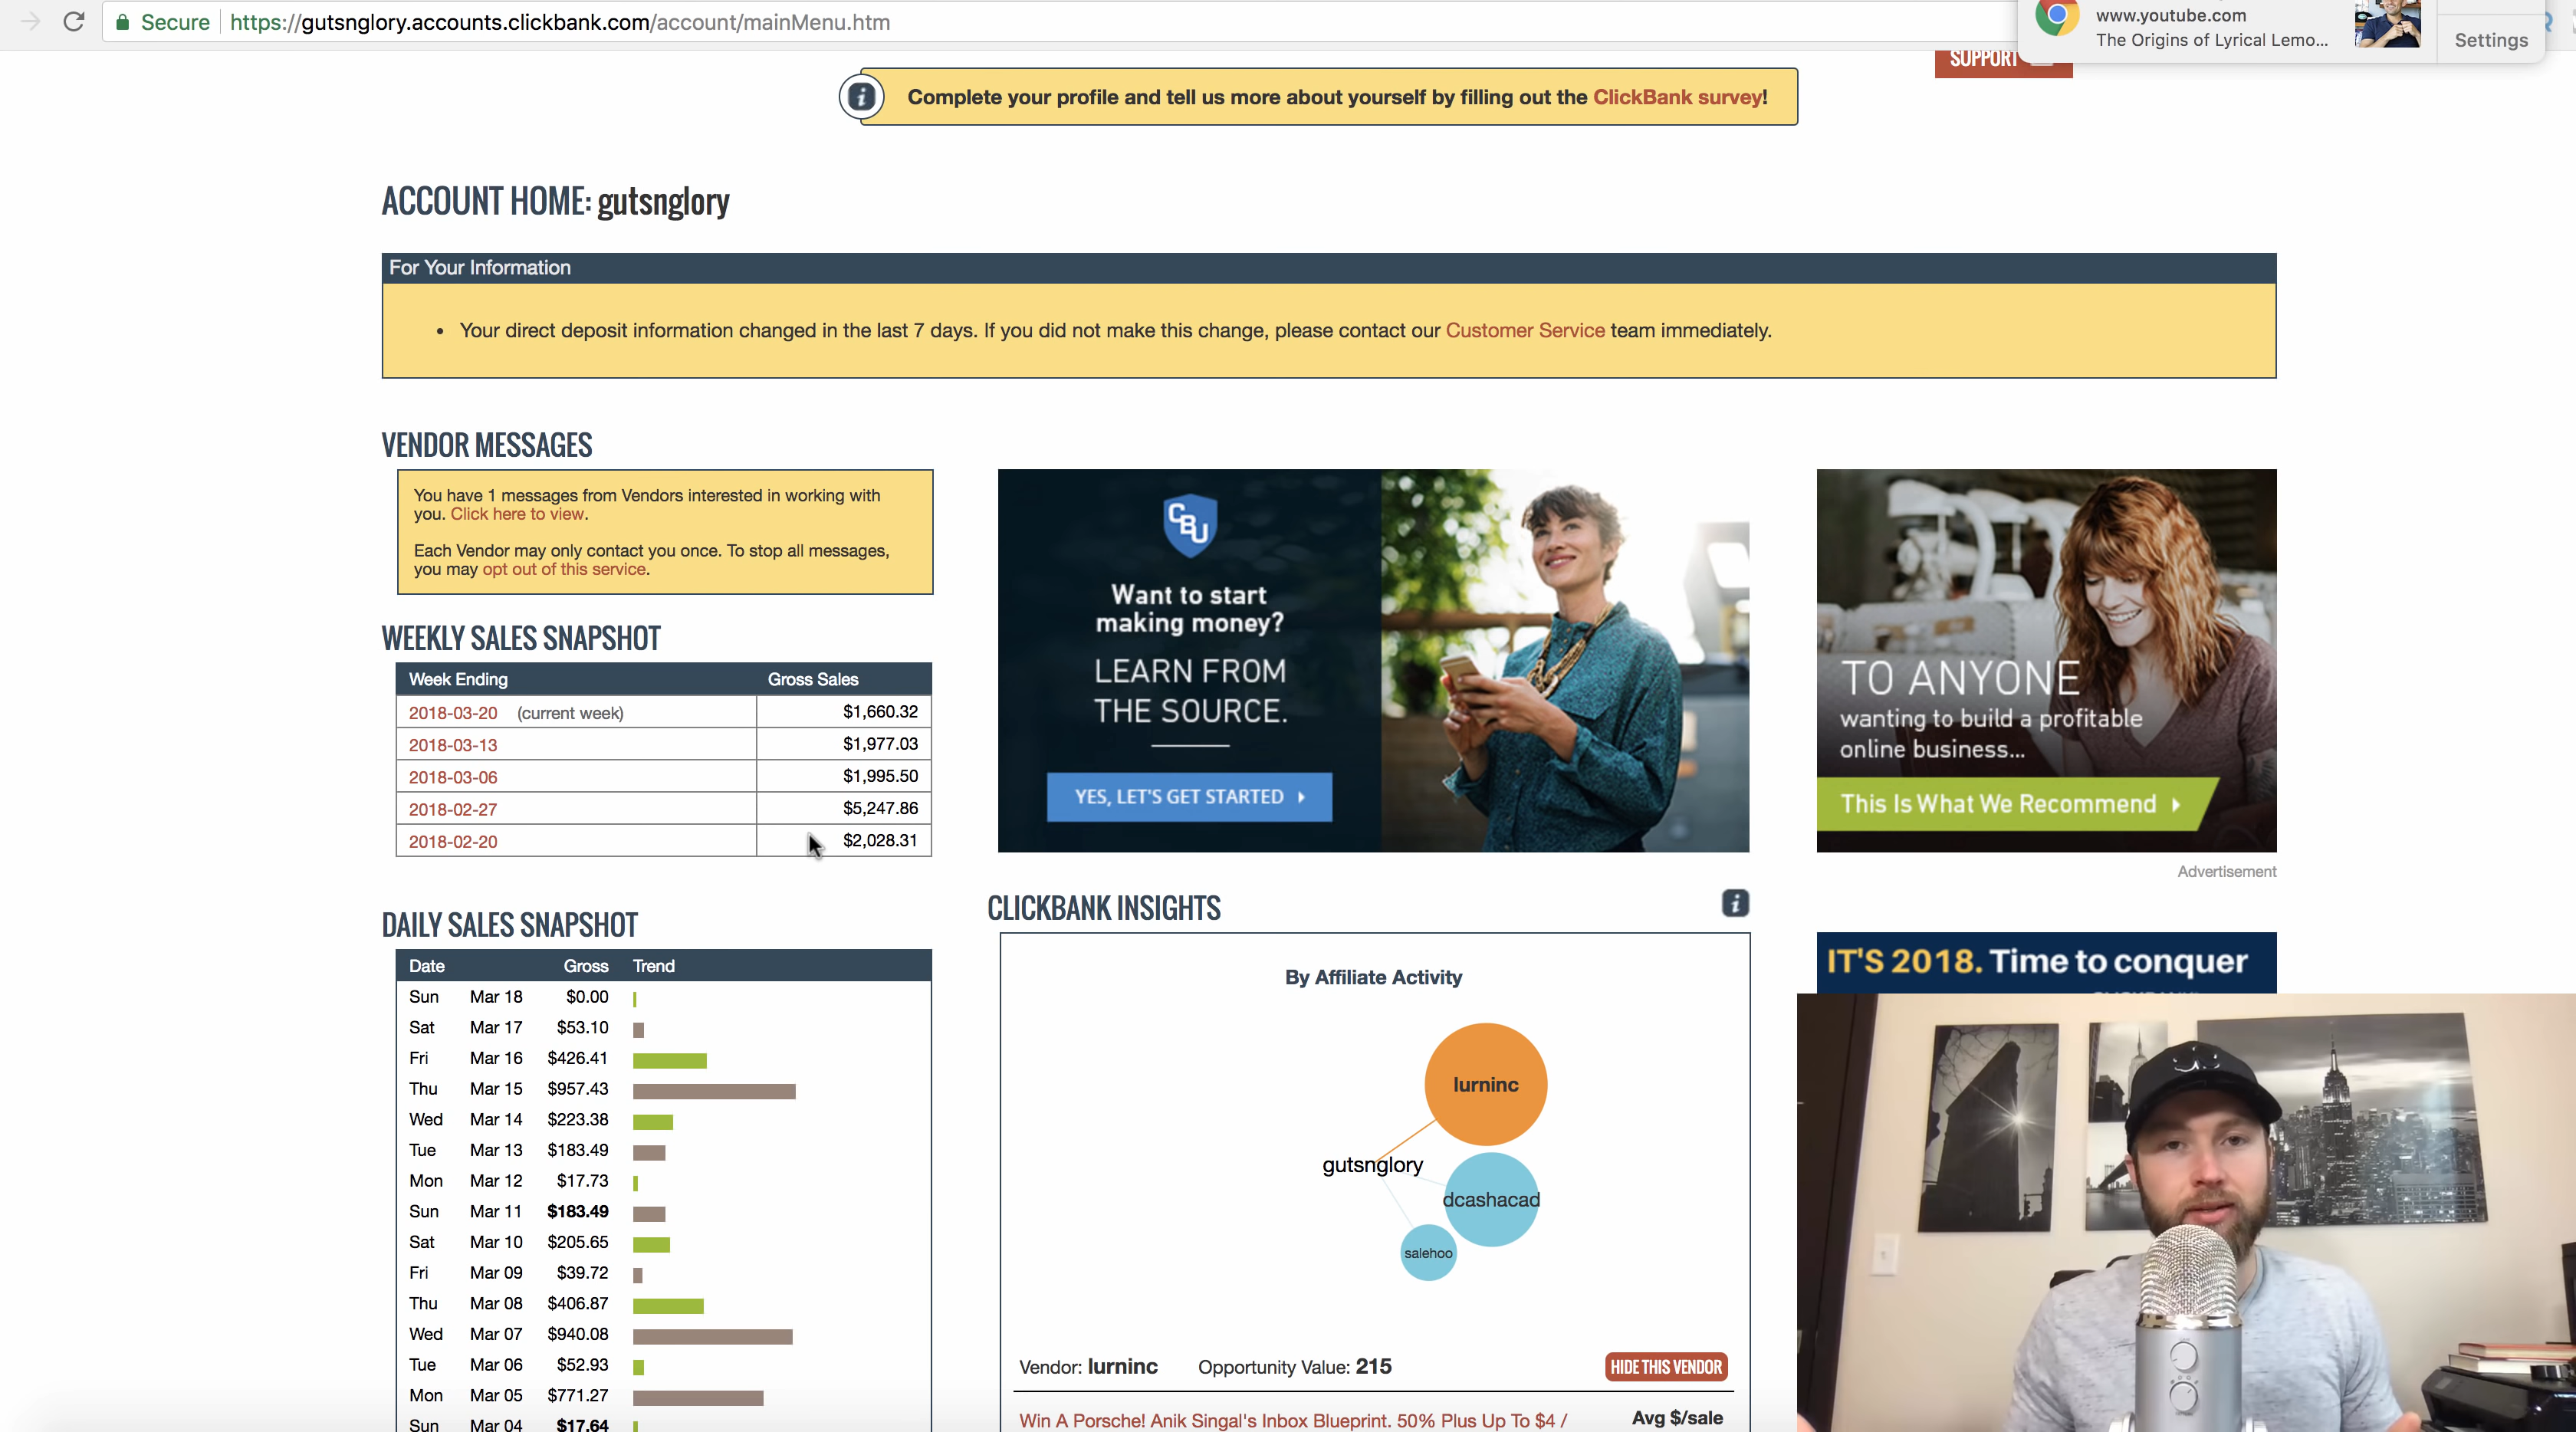 Secure https://gutsnglory.accounts.clickbank.com/account/mainMenu.htm
www.youtube.com
The Origins of Lyrical Lemo...
Settings
SUPPORT
Complete your profile and tell us more about yourself by filling out the ClickBank survey!
ACCOUNT HOME: gutsnglory
For Your Information
• Your direct deposit information changed in the last 7 days. If you did not make this change, please contact our Customer Service team immediately.
VENDOR MESSAGES
You have 1 messages from Vendors interested in working with
you. Click here to view.
Each Vendor may only contact you once. To stop all messages,
you may opt out of this service.
WEEKLY SALES SNAPSHOT
Week Ending Gross Sales
2018-03-20 (current week) $1,660.32
2018-03-13 $1,977.03
2018-03-06 $1,995.50
2018-02-27 $5,247.86
2018-02-20 $2,028.31
CBU
Want to start
making money?
LEARN FROM
THE SOURCE.
YES, LET'S GET STARTED
TO ANYONE
wanting to build a profitable
online business...
This Is What We Recommend
Advertisement
DAILY SALES SNAPSHOT
Date Gross Trend
Sun Mar 18 $0.00
Sat Mar 17 $53.10
Fri Mar 16 $426.41
Thu Mar 15 $957.43
Wed Mar 14 $223.38
Tue Mar 13 $183.49
Mon Mar 12 $17.73
Sun Mar 11 $183.49
Sat Mar 10 $205.65
Fri Mar 09 $39.72
Thu Mar 08 $406.87
Wed Mar 07 $940.08
Tue Mar 06 $52.93
Mon Mar 05 $771.27
Sun Mar 04 $17.64
CLICKBANK INSIGHTS
By Affiliate Activity
lurninc
gutsnglory
dcashacad
salehoo
Vendor: lurninc Opportunity Value: 215 HIDE THIS VENDOR
Win A Porsche! Anik Singal's Inbox Blueprint. 50% Plus Up To $4 / Avg $/sale
IT'S 2018. Time to conquer